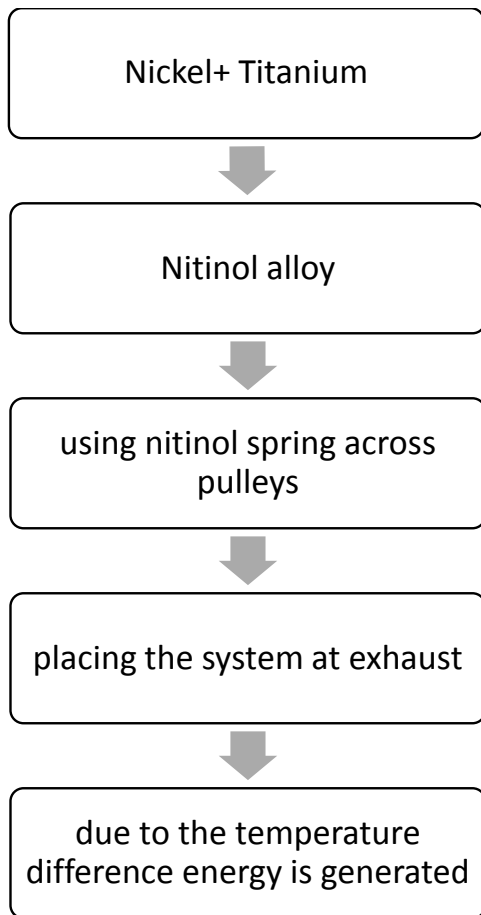 Nickel+ Titanium
Nitinol alloy
using nitinol spring across
pulleys
placing the system at exhaust
due to the temperature
difference energy is generated